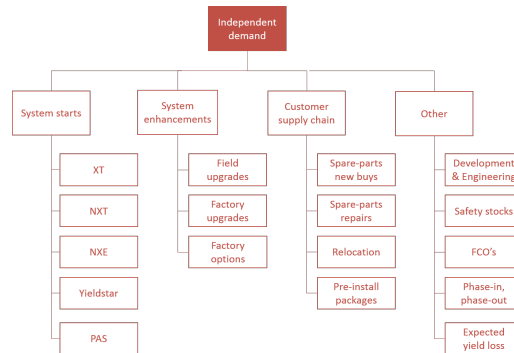 Independent
demand
System starts
System
enhancements
Customer
supply chain
Other
XT
NXT
NXE
Yieldstar
PAS
Field
upgrades
Factory
upgrades
Factory
options
Spare-parts
new buys
Spare-parts
repairs
Relocation
Pre-install
packages
Development
& Engineering
Safety stocks
FCO's
Phase-in,
phase-out
Expected
yield loss